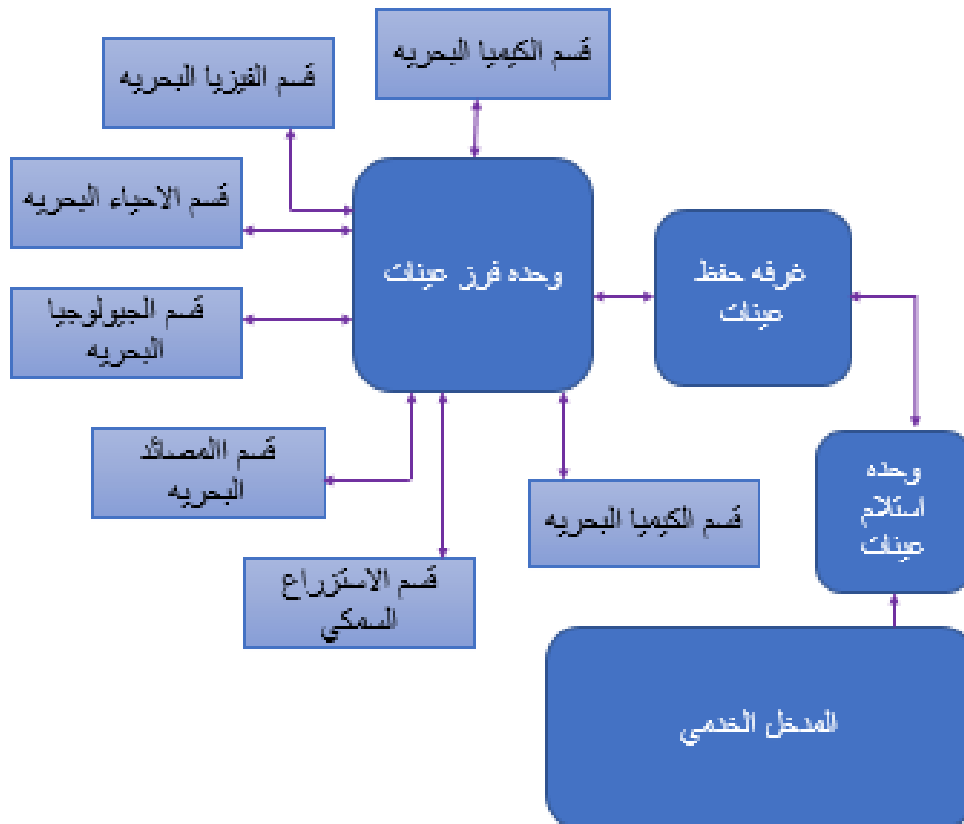 قسم الكيميا البحريه
قسم الفيزيا البحريه
قسم الاحياء البحريه
وحده فرز عينات
غرفه حفظ
عينات
قسم الجيولوجيا
البحريه
قسم االمصائد
البحريه
وحده
استلام
عينات
قسم الكيميا البحريه
قسم الاستزراع
السمكي
المدخل الخدمي